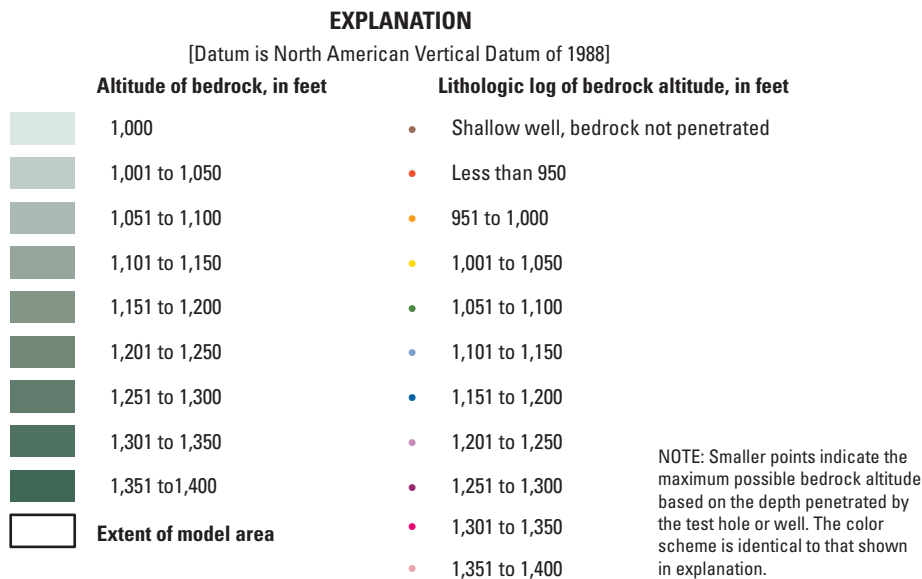 EXPLANATION
[Datum is North American Vertical Datum of 1988]
Altitude of bedrock, in feet
1,000
1,001 to 1,050
1,051 to 1,100
1,101 to 1,150
1,151 to 1,200
1,201 to 1,250
1,251 to 1,300
1,301 to 1,350
1,351 to1,400
Extent of model area
Lithologic log of bedrock altitude, in feet
Shallow well, bedrock not penetrated
Less than 950
951 to 1,000
1,001 to 1,050
1,051 to 1,100
1,101 to 1,150
1,151 to 1,200
1,201 to 1,250
1,251 to 1,300
1,301 to 1,350
1,351 to 1,400
NOTE: Smaller points indicate the
maximum possible bedrock altitude
based on the depth penetrated by
the test hole or well. The color
scheme is identical to that shown
in explanation.